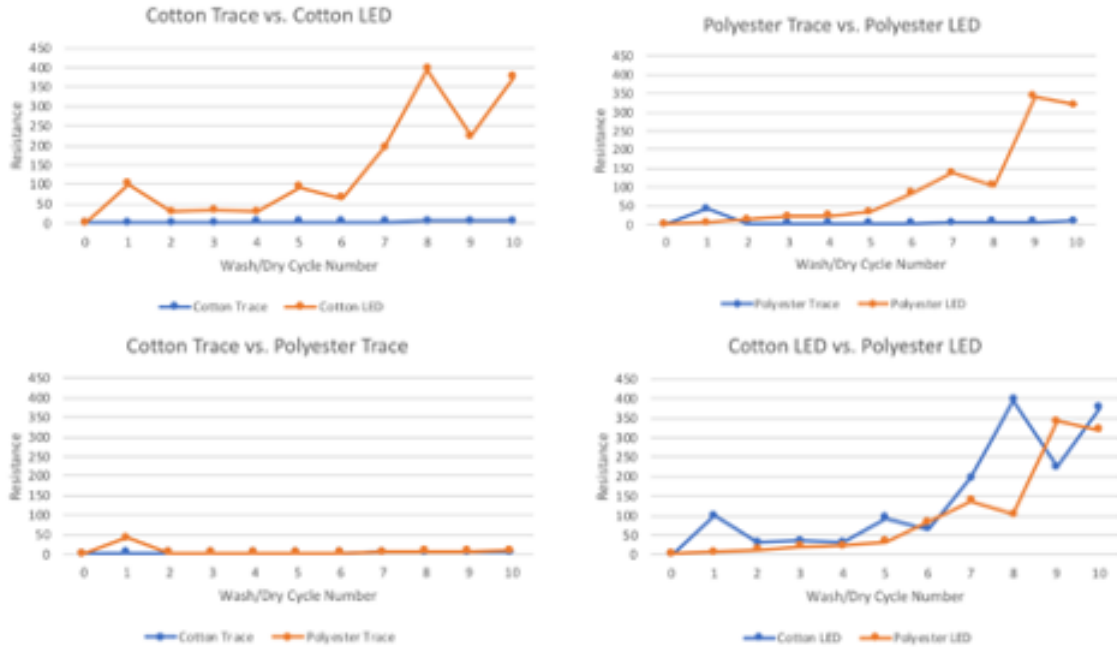 Cotton Trace vs. Cotton LED
450
400
350
300
250
200
150
100
50
0
Resistance
0 1 2 3 4 5 6 7 8 9 10
Wash/Dry Cycle Number
Cotton Trace Cotton LED
Polyester Trace vs. Polyester LED
450
400
350
300
250
200
150
100
50
0
Resistance
0 1 2 3 4 5 6 7 8 9 10
Wash/Dry Cycle Number
Polyester Trace Polyester LED
Cotton Trace vs. Polyester Trace
450
400
350
300
250
200
150
100
50
0
Resistance
0 1 2 3 4 5 6 7 8 9 10
Wash/Dry Cycle Number
Cotton Trace Polyester Trace
Cotton LED vs. Polyester LED
450
400
350
300
250
200
150
100
50
0
Resistance
0 1 2 3 4 5 6 7 8 9 10
Wash/Dry Cycle Number
Cotton LED Polyester LED